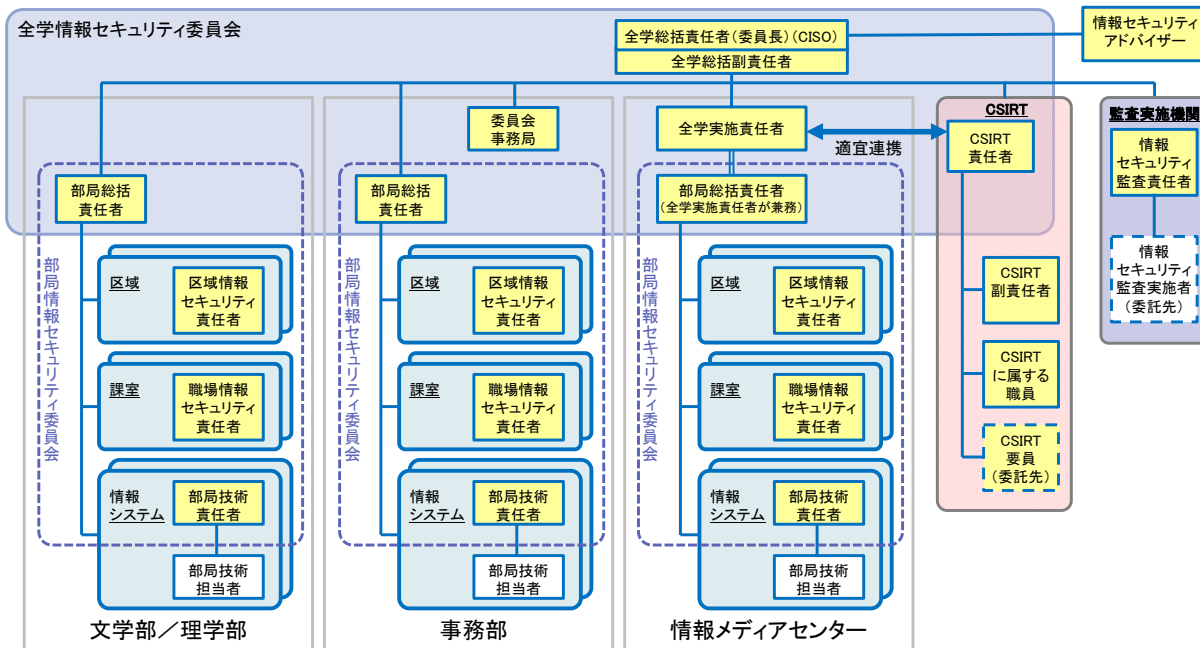 全学情報セキュリティ委員会
全学総括責任者(委員長)(CISO)
全学総括副責任者
情報セキュリティ
アドバイザー
委員会
事務局
全学実施責任者
適宜連携
CSIRT
CSIRT
責任者
監査実施機関
情報
セキュリティ
監査責任者
部局総括
責任者
部局総括
責任者
部局総括責任者
(全学実施責任者が兼務)
情報
セキュリティ
監査実施者
(委託先)
CSIRT
副責任者
CSIRT
に属する
職員
CSIRT
要員
(委託先)
部局情報セキュリティ委員会
区域
区域情報
セキュリティ
責任者
課室
職場情報
セキュリティ
責任者
情報
システム
部局技術
責任者
部局技術
担当者
文学部/理学部
部局情報セキュリティ委員会
区域
区域情報
セキュリティ
責任者
課室
職場情報
セキュリティ
責任者
情報
システム
部局技術
責任者
部局技術
担当者
事務部
部局情報セキュリティ委員会
区域
区域情報
セキュリティ
責任者
課室
職場情報
セキュリティ
責任者
情報
システム
部局技術
責任者
部局技術
担当者
情報メディアセンター